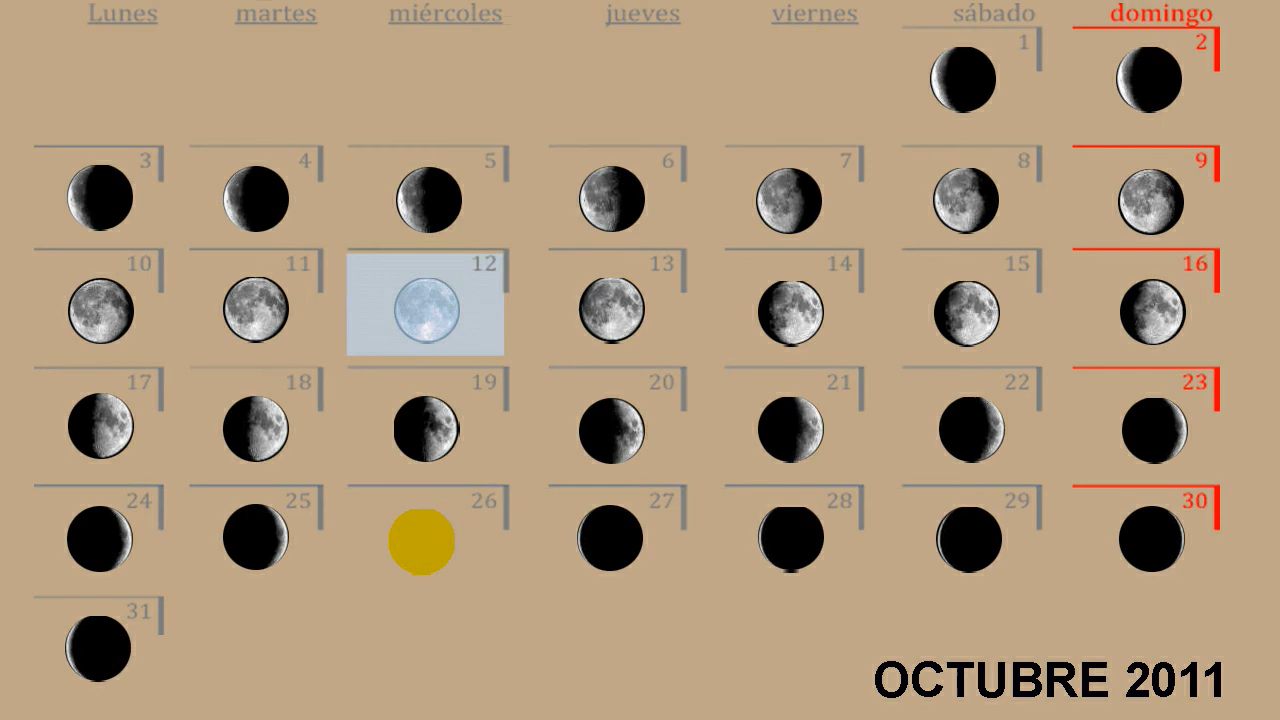 Lunes martes miércoles jueves viernes sábado domingo
1 2
3 4 5 6 7 8 9
10 11 12 13 14 15 16
17 18 19 20 21 22 23
24 25 26 27 28 29 30
31
OCTUBRE 2011